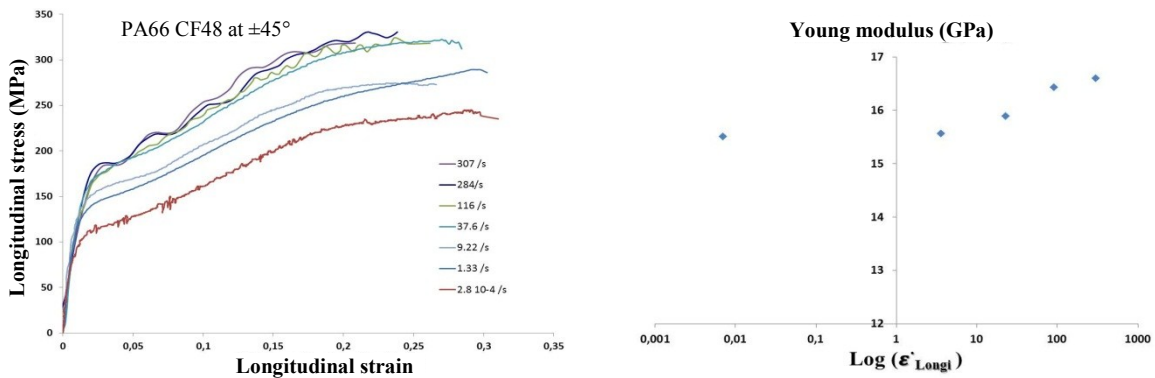 PA66 CF48 at ±45°
Longitudinal stress (MPa)
350
300
250
200
150
100
50
0
307 /s
284/s
116 /s
37.6 /s
9.22 /s
1.33 /s
2.8 10-4 /s
0
0,05
0,1
0,15
0,2
0,25
0,3
0,35
Longitudinal strain
Young modulus (GPa)
17
16
15
14
13
12
0,001
0,01
0,1
1
10
100
1000
Log (ε̇Longi )